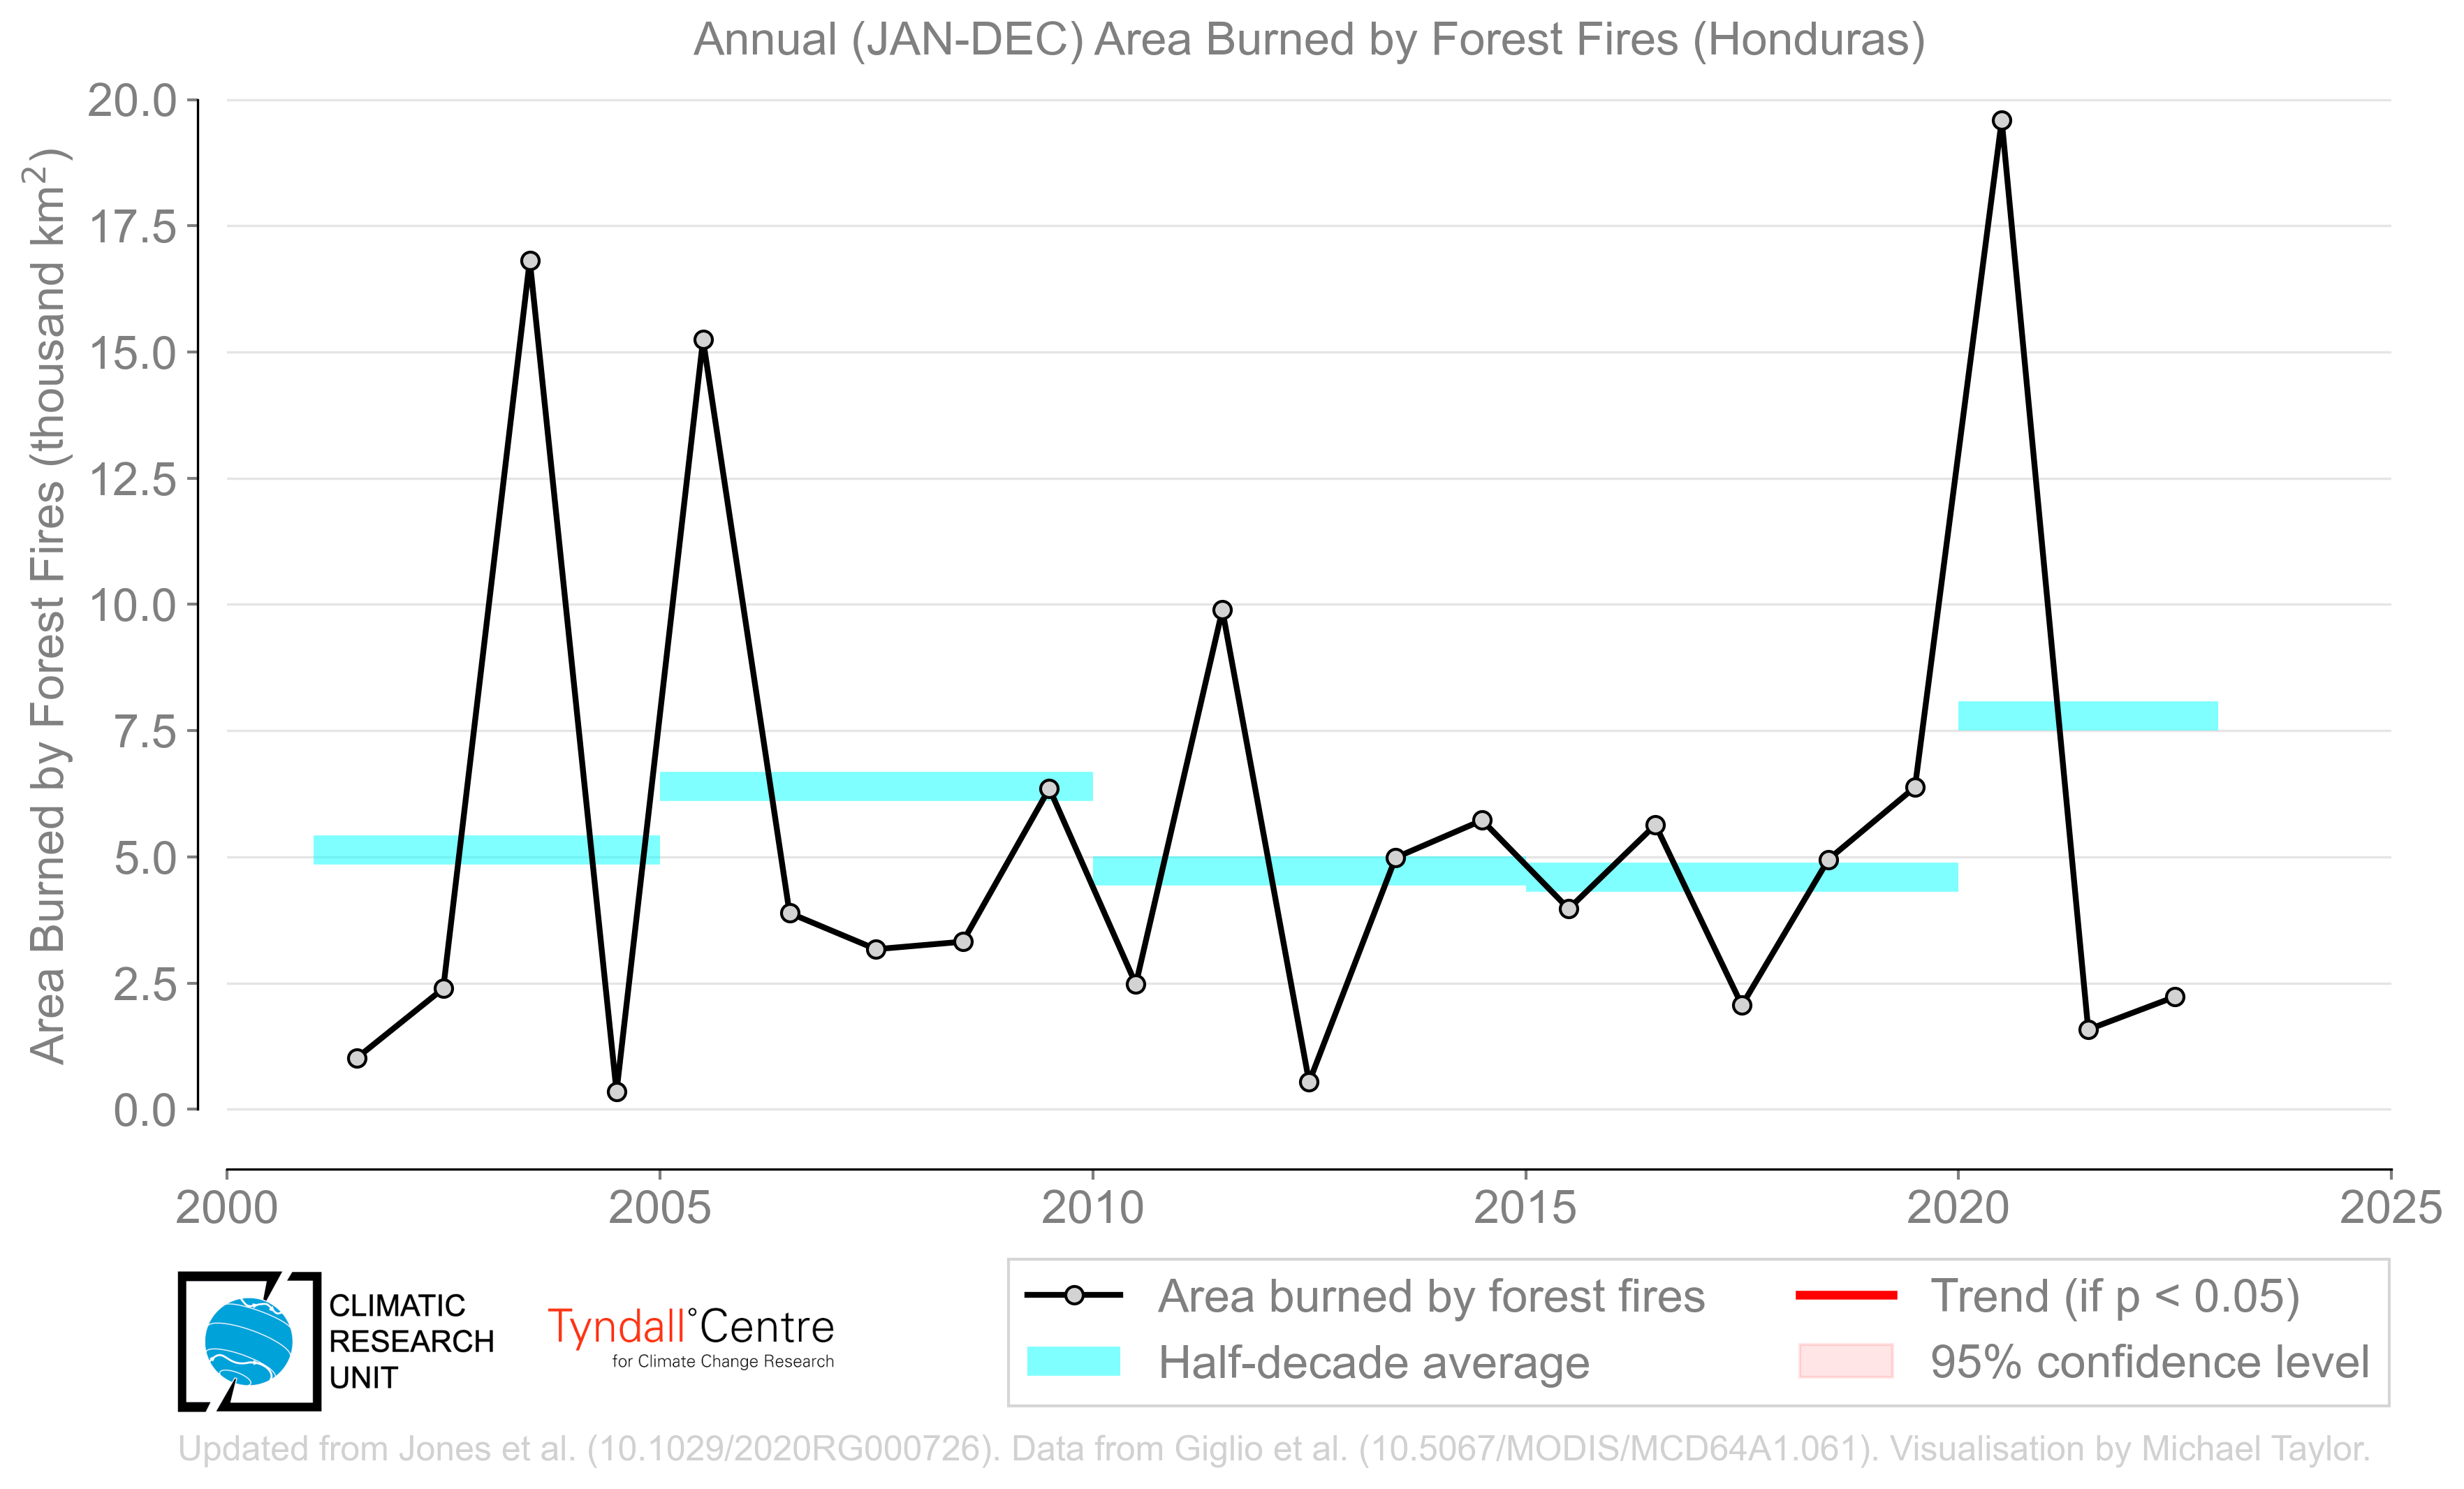 Annual (JAN-DEC) Area Burned by Forest Fires (Honduras)
Area Burned by Forest Fires (thousand km²)
20.0
17.5
15.0
12.5
10.0
7.5
5.0
2.5
0.0
2000 2005 2010 2015 2020 2025
CLIMATIC
RESEARCH
UNIT
Tyndall°Centre
for Climate Change Research
Area burned by forest fires
Half-decade average
Trend (if p < 0.05)
95% confidence level
Updated from Jones et al. (10.1029/2020RG000726). Data from Giglio et al. (10.5067/MODIS/MCD64A1.061). Visualisation by Michael Taylor.